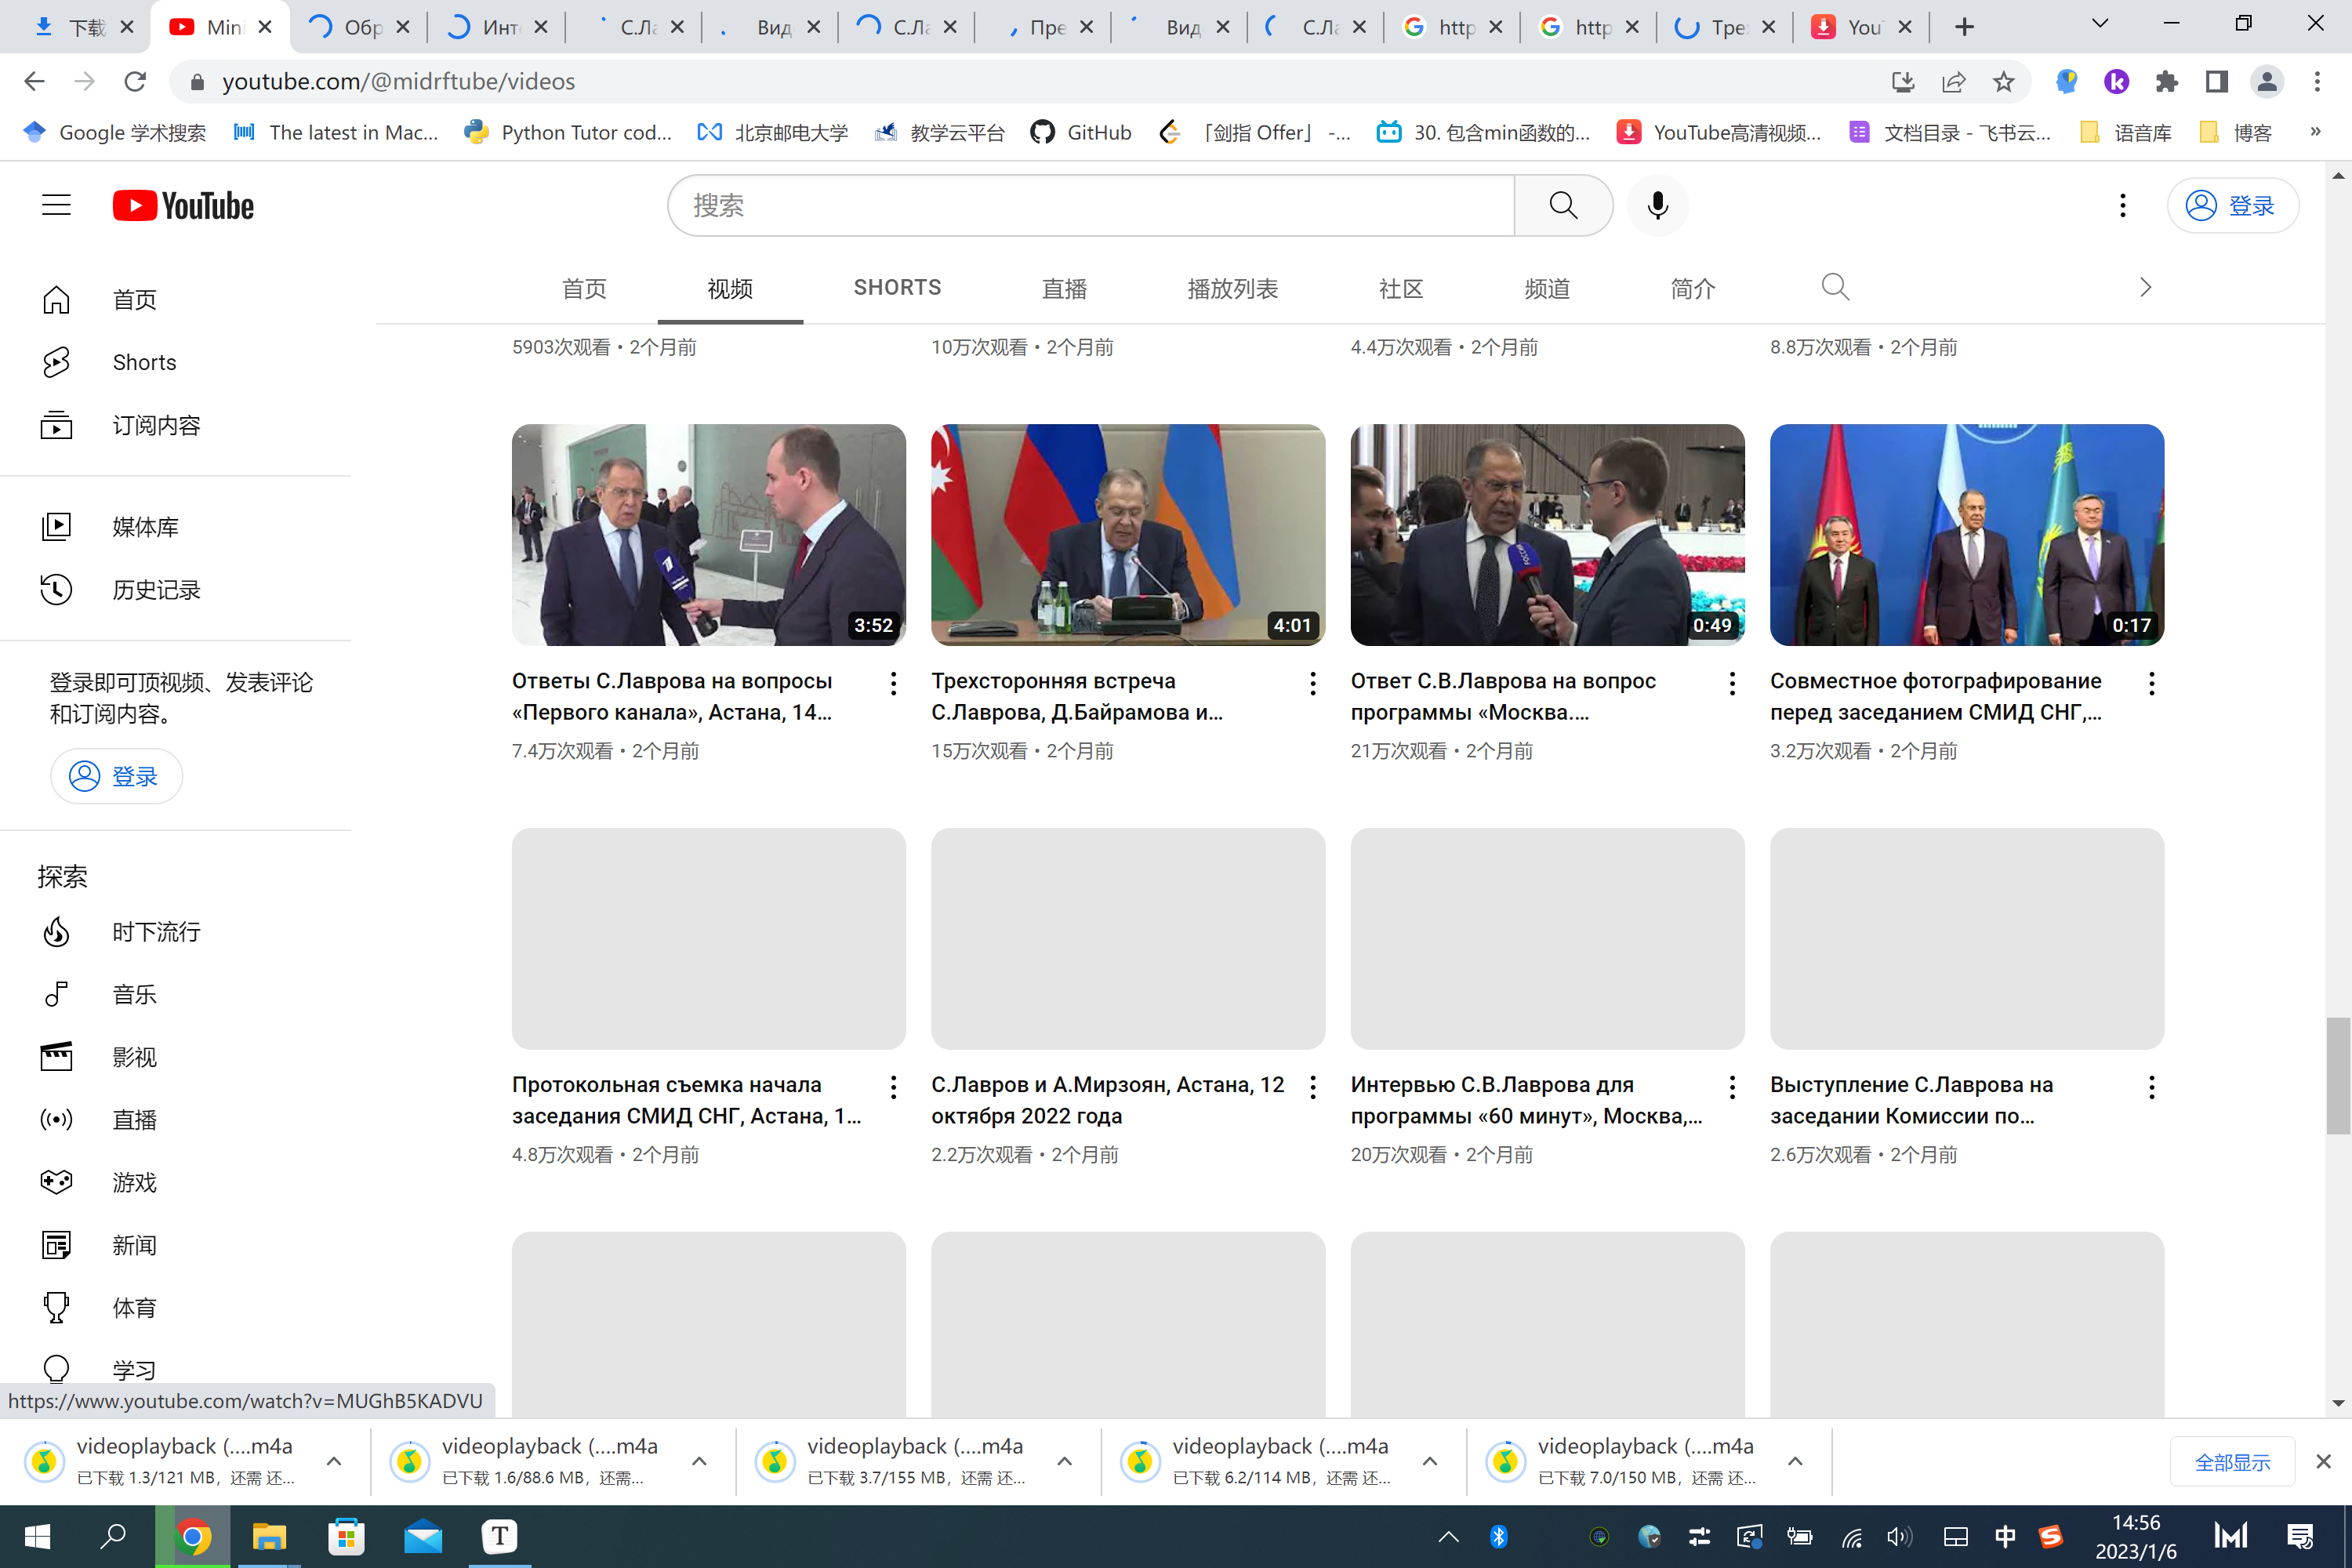 下载
Mini
Обр
Инте
С.Ла
Вид
С.Ла
Пре
Вид
С.Ла
http
http
Трех
YouT
youtube.com/@midrftube/videos
Google 学术搜索
The latest in Mac...
Python Tutor cod...
北京邮电大学
教学云平台
GitHub
「剑指 Offer」 -...
30. 包含min函数的...
YouTube高清视频...
文档目录 - 飞书云...
语音库
博客
»
YouTube
搜索
登录
首页
视频
SHORTS
直播
播放列表
社区
频道
简介
首页
Shorts
订阅内容
媒体库
历史记录
登录即可顶视频、发表评论
和订阅内容。
登录
探索
时下流行
音乐
影视
直播
游戏
新闻
体育
学习
5903次观看 • 2个月前
10万次观看 • 2个月前
4.4万次观看 • 2个月前
8.8万次观看 • 2个月前
3:52
4:01
РОССИЯ
0:49
0:17
Ответы С.Лаврова на вопросы
«Первого канала», Астана, 14...
7.4万次观看 • 2个月前
Трехсторонняя встреча
С.Лаврова, Д.Байрамова и...
15万次观看 • 2个月前
Ответ С.В.Лаврова на вопрос
программы «Москва....
21万次观看 • 2个月前
Совместное фотографирование
перед заседанием СМИД СНГ,...
3.2万次观看 • 2个月前
Протокольная съемка начала
заседания СМИД СНГ, Астана, 1...
4.8万次观看 • 2个月前
С.Лавров и А.Мирзоян, Астана, 12
октября 2022 года
2.2万次观看 • 2个月前
Интервью С.В.Лаврова для
программы «60 минут», Москва,...
20万次观看 • 2个月前
Выступление С.Лаврова на
заседании Комиссии по...
2.6万次观看 • 2个月前
https://www.youtube.com/watch?v=MUGhB5KADVU
videoplayback (....m4a
已下载 1.3/121 MB，还需 还...
videoplayback (....m4a
已下载 1.6/88.6 MB，还需...
videoplayback (....m4a
已下载 3.7/155 MB，还需 还...
videoplayback (....m4a
已下载 6.2/114 MB，还需 还...
videoplayback (....m4a
已下载 7.0/150 MB，还需 还...
全部显示
中
14:56
2023/1/6